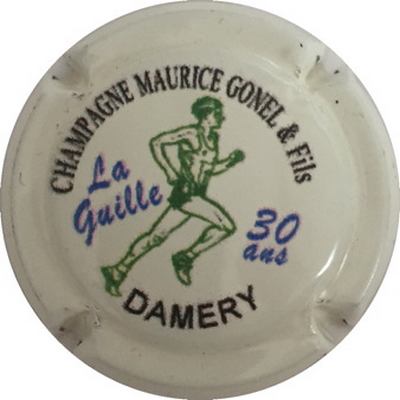 CHAMPAGNE MAURICE GONEL & Fils
La
Guille
30
ans
DAMERY